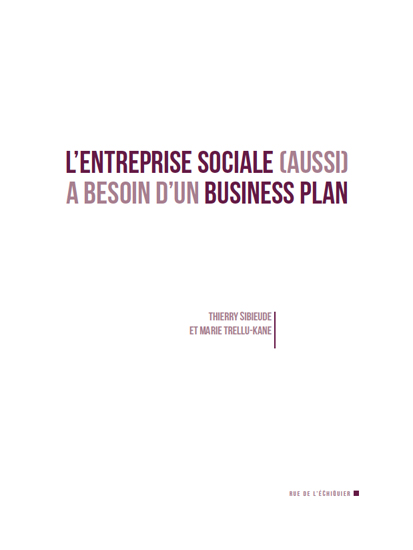 L'ENTREPRISE SOCIALE (AUSSI)
A BESOIN D'UN BUSINESS PLAN
THIERRY SIBIEUDE
ET MARIE TRELLU-KANE
RUE DE L'ÉCHIQUIER